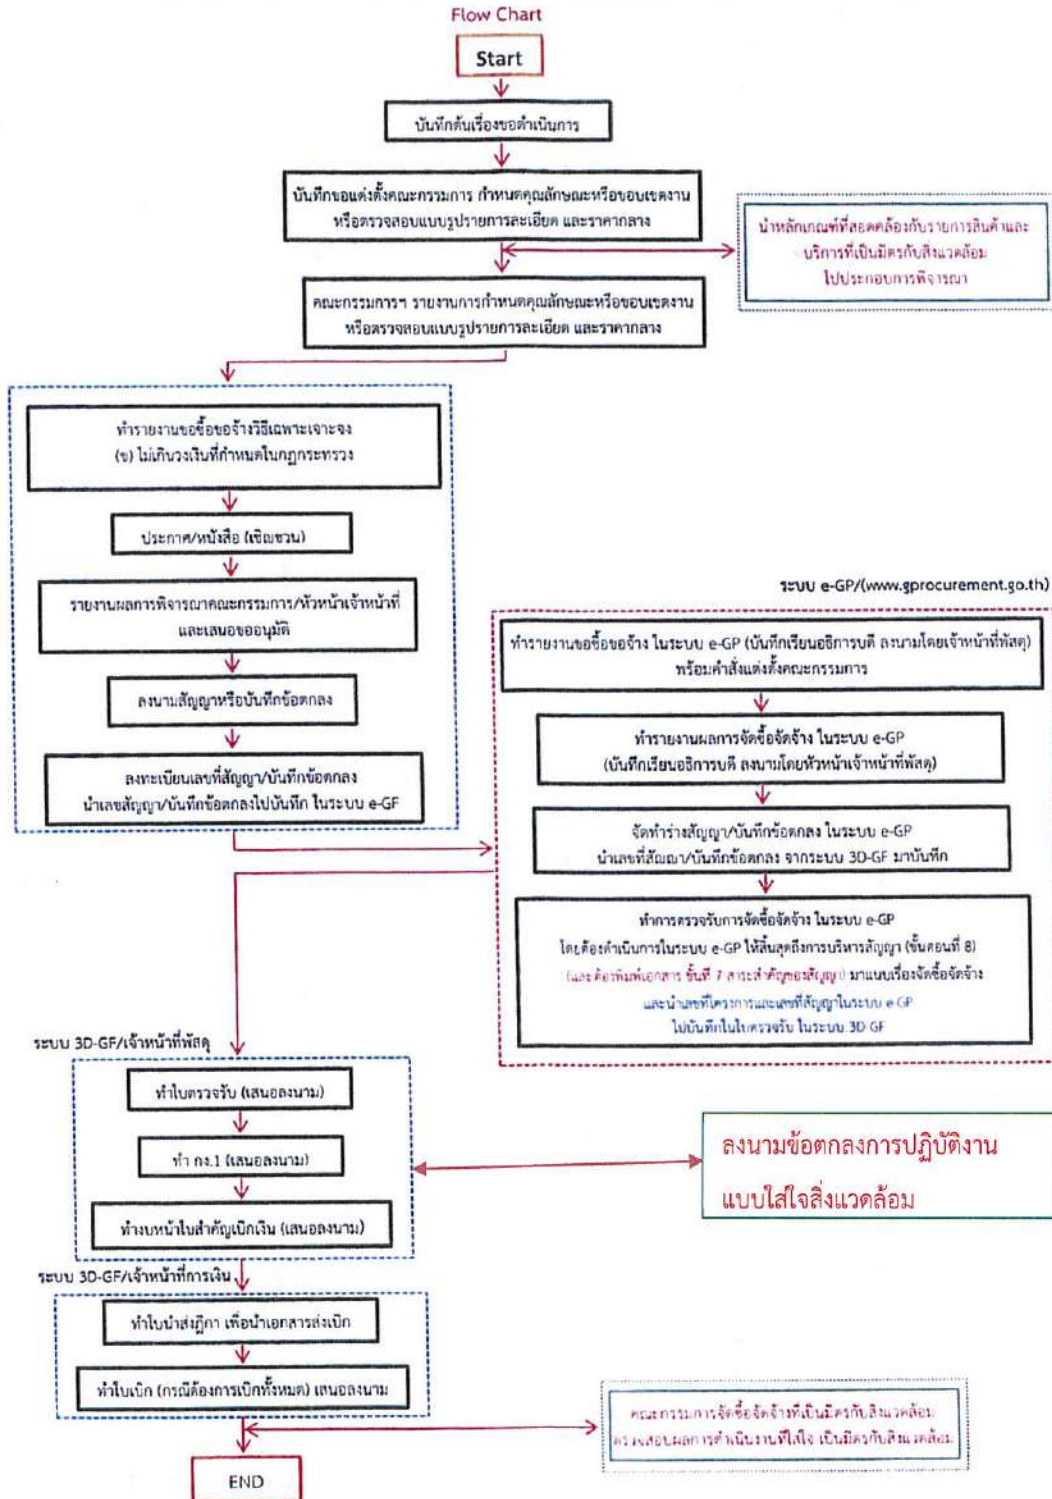 Flow Chart
Start
บันทึกต้นเรื่องขอดำเนินการ
บันทึกขอแต่งตั้งคณะกรรมการ กำหนดคุณลักษณะหรือขอบเขตงาน
หรือตรวจสอบแบบรูปรายการละเอียด และราคากลาง
นำหลักเกณฑ์ที่สอดคล้องกับรายการสินค้าและ
บริการที่เป็นมิตรกับสิ่งแวดล้อม
ไปประกอบการพิจารณา
คณะกรรมการฯ รายงานการกำหนดคุณลักษณะหรือขอบเขตงาน
หรือตรวจสอบแบบรูปรายการละเอียด และราคากลาง
ทำรายงานขอซื้อขอจ้างวิธีเฉพาะเจาะจง
(ข) ไม่เกินวงเงินที่กำหนดในกฎกระทรวง
ประกาศ/หนังสือ (เชิญชวน)
รายงานผลการพิจารณาคณะกรรมการ/หัวหน้าเจ้าหน้าที่
และเสนอขออนุมัติ
ลงนามสัญญาหรือบันทึกข้อตกลง
ลงทะเบียนเลขที่สัญญา/บันทึกข้อตกลง
นำเลขสัญญา/บันทึกข้อตกลงไปบันทึก ในระบบ e-GF
ระบบ e-GP/(www.gprocurement.go.th)
ทำรายงานขอซื้อขอจ้าง ในระบบ e-GP (บันทึกเรียนอธิการบดี ลงนามโดยเจ้าหน้าที่พัสดุ)
พร้อมคำสั่งแต่งตั้งคณะกรรมการ
ทำรายงานผลการจัดซื้อจัดจ้าง ในระบบ e-GP
(บันทึกเรียนอธิการบดี ลงนามโดยหัวหน้าเจ้าหน้าที่พัสดุ)
จัดทำร่างสัญญา/บันทึกข้อตกลง ในระบบ e-GP
นำเลขที่สัญญา/บันทึกข้อตกลง จากระบบ 3D-GF มาบันทึก
ทำการตรวจรับการจัดซื้อจัดจ้าง ในระบบ e-GP
โดยต้องดำเนินการในระบบ e-GP ให้สิ้นสุดถึงการบริหารสัญญา (ขั้นตอนที่ 8)
(และต้องพิมพ์เอกสาร ขั้นที่ 7 สาระสำคัญของสัญญา) มาแนบเรื่องจัดซื้อจัดจ้าง
และนำเลขที่โครงการและเลขที่สัญญาในระบบ e-GP
ไปบันทึกในใบตรวจรับ ในระบบ 3D GF
ระบบ 3D-GF/เจ้าหน้าที่พัสดุ
ทำใบตรวจรับ (เสนอลงนาม)
ทำ กง.1 (เสนอลงนาม)
ทำงบหน้าใบสำคัญเบิกเงิน (เสนอลงนาม)
ลงนามข้อตกลงการปฏิบัติงาน
แบบใส่ใจสิ่งแวดล้อม
ระบบ 3D-GF/เจ้าหน้าที่การเงิน
ทำใบนำส่งฎีกา เพื่อนำเอกสารส่งเบิก
ทำใบเบิก (กรณีต้องการเบิกทั้งหมด) เสนอลงนาม
คณะกรรมการจัดซื้อจัดจ้างที่เป็นมิตรกับสิ่งแวดล้อม
ตรวจสอบผลการดำเนินงานที่ใส่ใจ เป็นมิตรกับสิ่งแวดล้อม
END